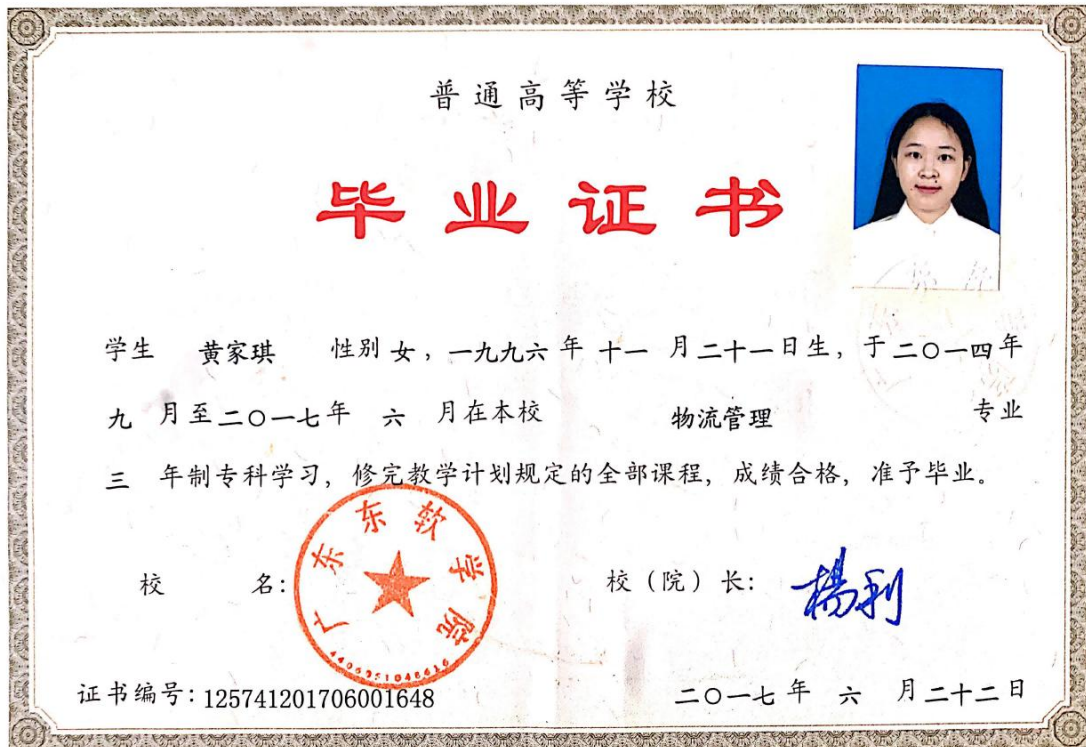 普通高等学校
毕业证书
学生 黄家琪 性别 女，一九九六 年 十一 月 二十一 日生，于 二〇一四 年
九 月至 二〇一七 年 六 月在本校 物流管理 专业
三 年制专科学习，修完教学计划规定的全部课程，成绩合格，准予毕业。
校 名：
广东东软学院
校（院）长：
楊利
证书编号：125741201706001648
二〇一七 年 六 月 二十二 日